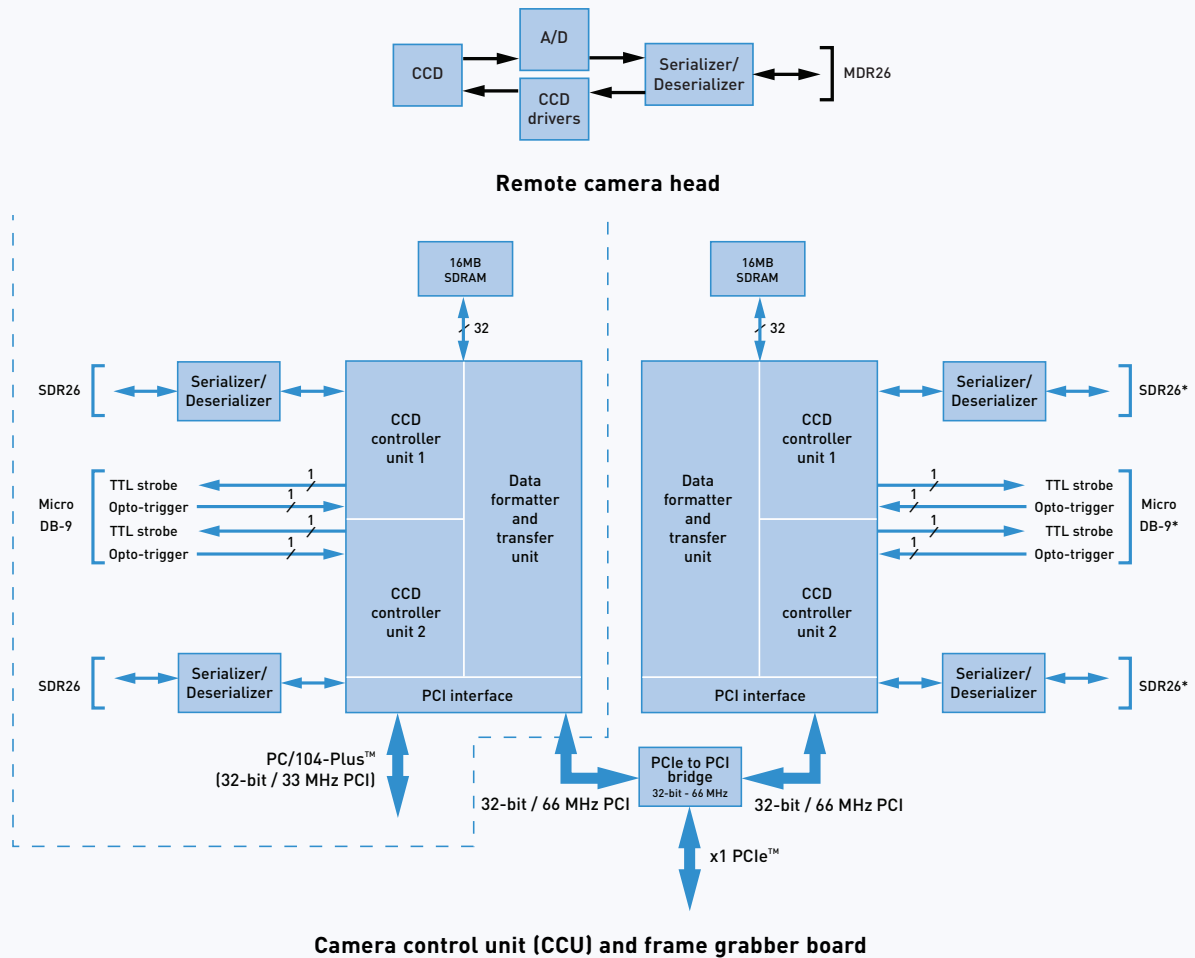 A/D
CCD
Serializer/
Deserializer
MDR26
CCD
drivers
Remote camera head
16MB
SDRAM
32
16MB
SDRAM
32
SDR26
Serializer/
Deserializer
CCD
controller
unit 1
Data
formatter
and
transfer
unit
Micro
DB-9
TTL strobe
1
Opto-trigger
1
TTL strobe
1
Opto-trigger
1
CCD
controller
unit 2
SDR26
Serializer/
Deserializer
PCI interface
PC/104-Plus™
(32-bit / 33 MHz PCI)
Data
formatter
and
transfer
unit
CCD
controller
unit 1
CCD
controller
unit 2
PCI interface
Serializer/
Deserializer
SDR26*
1
TTL strobe
1
Opto-trigger
1
TTL strobe
1
Opto-trigger
Micro
DB-9*
Serializer/
Deserializer
SDR26*
32-bit / 66 MHz PCI
PCIe to PCI
bridge
32-bit - 66 MHz
32-bit / 66 MHz PCI
x1 PCIe™
Camera control unit (CCU) and frame grabber board